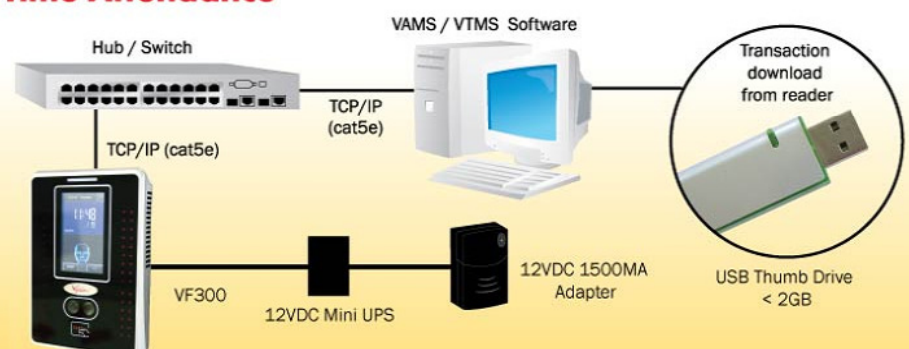 Time Attendance
Hub / Switch
VAMS / VTMS Software
Transaction
download
from reader
TCP/IP
(cat5e)
TCP/IP (cat5e)
11:48
VF300
12VDC Mini UPS
12VDC 1500MA
Adapter
USB Thumb Drive
< 2GB